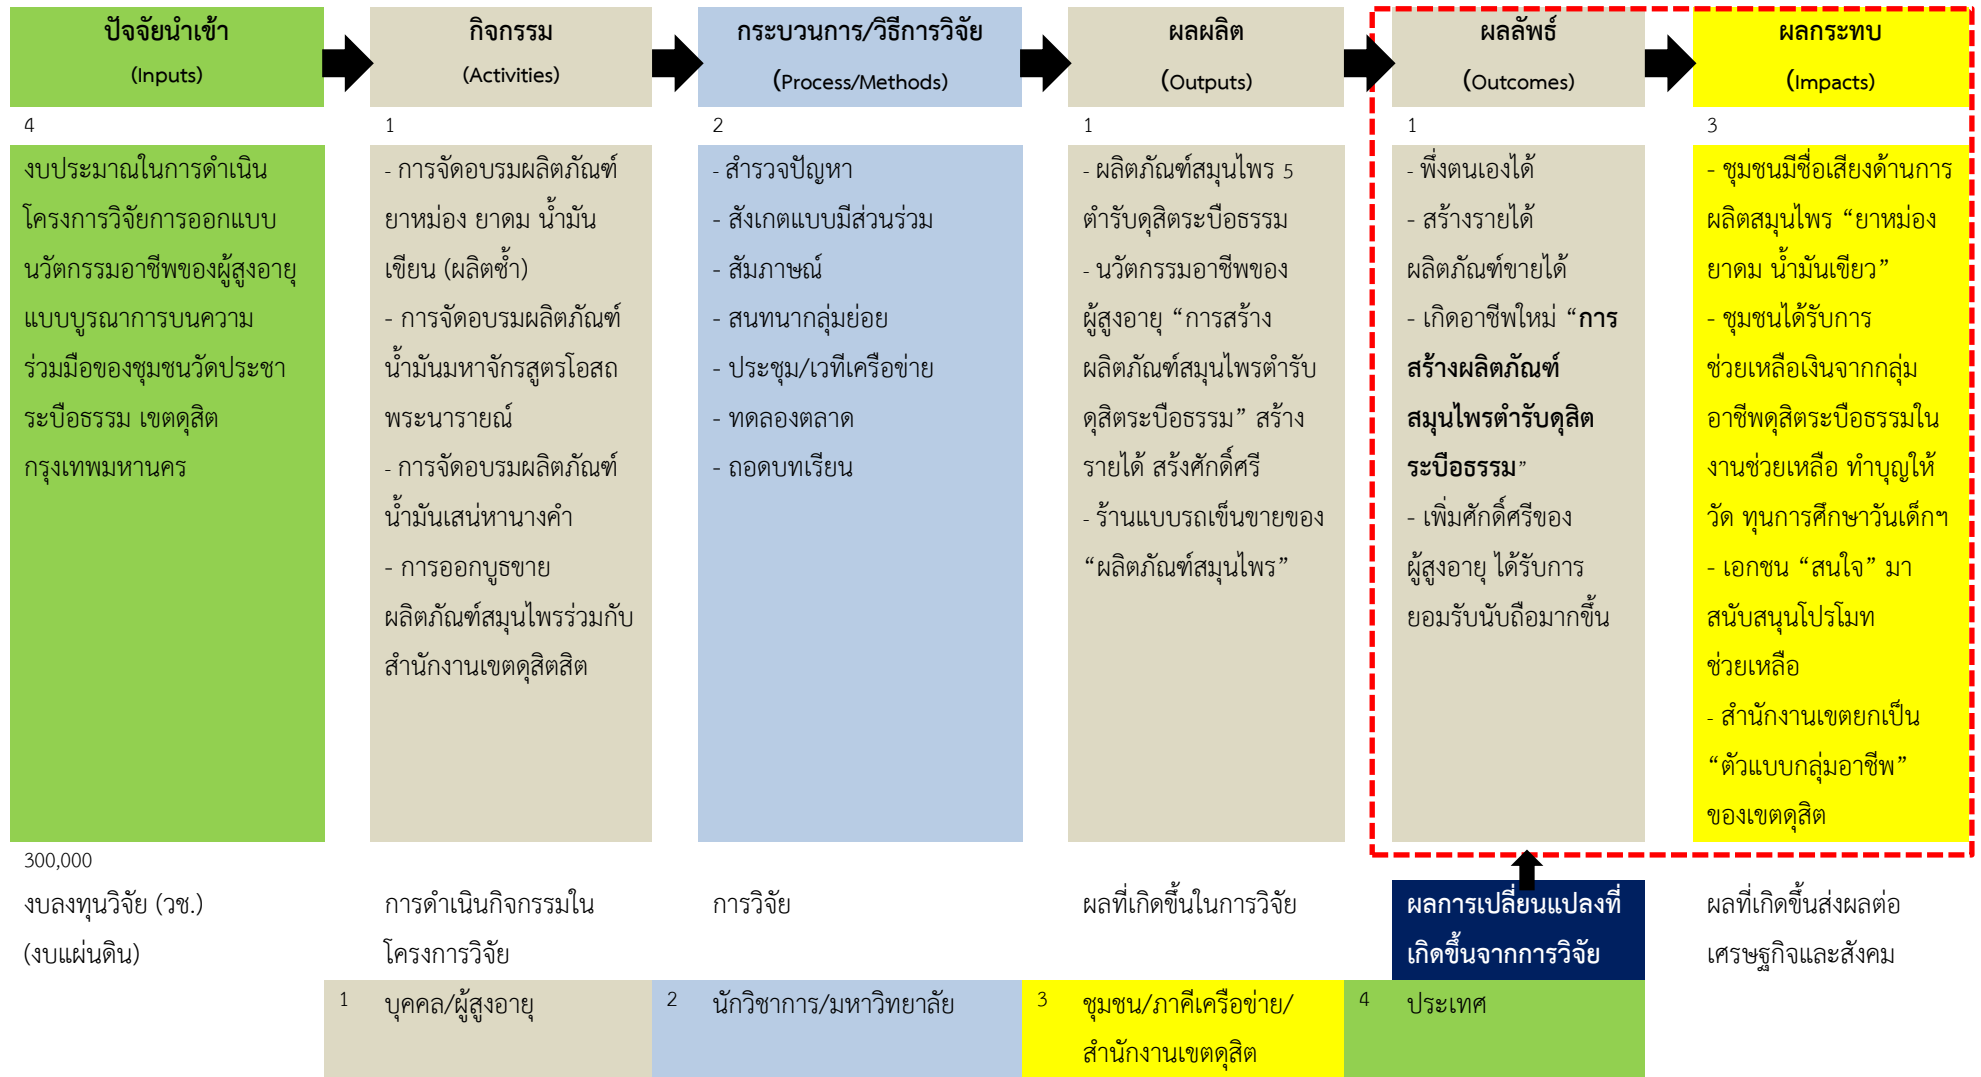 ปัจจัยนำเข้า
(Inputs)
กิจกรรม
(Activities)
กระบวนการ/วิธีการวิจัย
(Process/Methods)
ผลผลิต
(Outputs)
ผลลัพธ์
(Outcomes)
ผลกระทบ
(Impacts)
4
1
2
1
1
3
งบประมาณในการดำเนิน
โครงการวิจัยการออกแบบ
นวัตกรรมอาชีพของผู้สูงอายุ
แบบบูรณาการบนความ
ร่วมมือของชุมชนวัดประชา
ระบือธรรม เขตดุสิต
กรุงเทพมหานคร
- การจัดอบรมผลิตภัณฑ์
ยาหม่อง ยาดม น้ำมัน
เขียน (ผลิตซ้ำ)
- การจัดอบรมผลิตภัณฑ์
น้ำมันมหาจักรสูตรโอสถ
พระนารายณ์
- การจัดอบรมผลิตภัณฑ์
น้ำมันเสน่หานางคำ
- การออกบูธขาย
ผลิตภัณฑ์สมุนไพรร่วมกับ
สำนักงานเขตดุสิตสิต
- สำรวจปัญหา
- สังเกตแบบมีส่วนร่วม
- สัมภาษณ์
- สนทนากลุ่มย่อย
- ประชุม/เวทีเครือข่าย
- ทดลองตลาด
- ถอดบทเรียน
- ผลิตภัณฑ์สมุนไพร 5
ตำรับดุสิตระบือธรรม
- นวัตกรรมอาชีพของ
ผู้สูงอายุ “การสร้าง
ผลิตภัณฑ์สมุนไพรตำรับ
ดุสิตระบือธรรม” สร้าง
รายได้ สร้งศักดิ์ศรี
- ร้านแบบรถเข็นขายของ
“ผลิตภัณฑ์สมุนไพร”
- พึ่งตนเองได้
- สร้างรายได้
ผลิตภัณฑ์ขายได้
- เกิดอาชีพใหม่ “การ
สร้างผลิตภัณฑ์
สมุนไพรตำรับดุสิต
ระบือธรรม”
- เพิ่มศักดิ์ศรีของ
ผู้สูงอายุ ได้รับการ
ยอมรับนับถือมากขึ้น
- ชุมชนมีชื่อเสียงด้านการ
ผลิตสมุนไพร “ยาหม่อง
ยาดม น้ำมันเขียว”
- ชุมชนได้รับการ
ช่วยเหลือเงินจากกลุ่ม
อาชีพดุสิตระบือธรรมใน
งานช่วยเหลือ ทำบุญให้
วัด ทุนการศึกษาวันเด็กฯ
- เอกชน “สนใจ” มา
สนับสนุนโปรโมท
ช่วยเหลือ
- สำนักงานเขตยกเป็น
“ตัวแบบกลุ่มอาชีพ”
ของเขตดุสิต
300,000
งบลงทุนวิจัย (วช.)
(งบแผ่นดิน)
การดำเนินกิจกรรมใน
โครงการวิจัย
การวิจัย
ผลที่เกิดขึ้นในการวิจัย
ผลการเปลี่ยนแปลงที่
เกิดขึ้นจากการวิจัย
ผลที่เกิดขึ้นส่งผลต่อ
เศรษฐกิจและสังคม
1 บุคคล/ผู้สูงอายุ
2 นักวิชาการ/มหาวิทยาลัย
3 ชุมชน/ภาคีเครือข่าย/
สำนักงานเขตดุสิต
4 ประเทศ